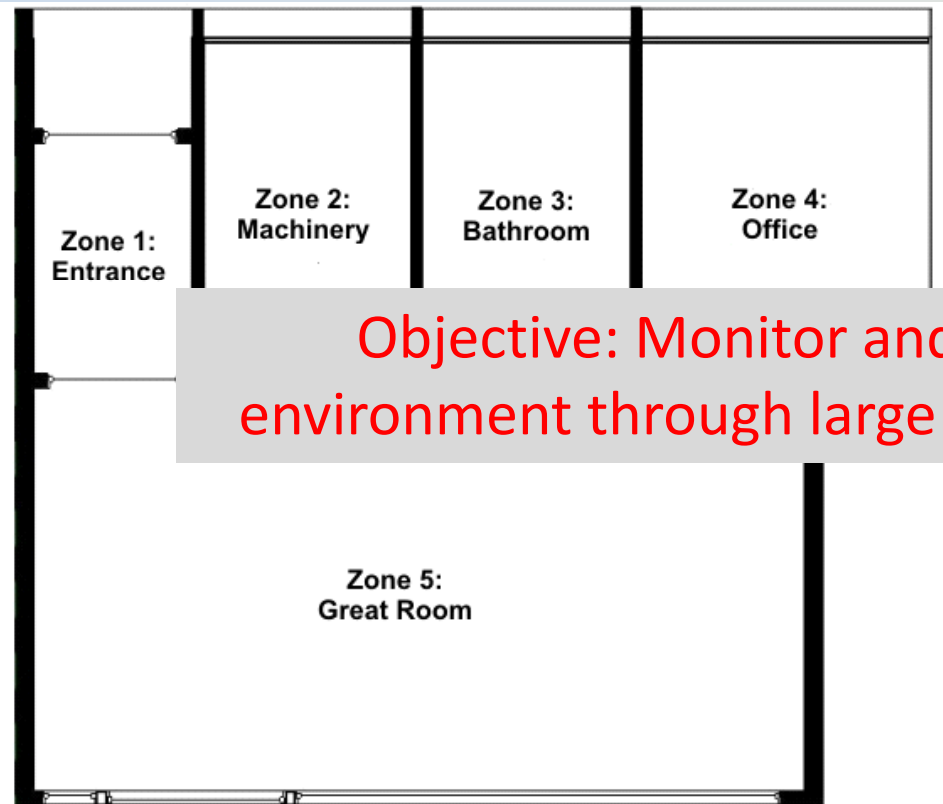 Zone 1:
Entrance
Zone 2:
Machinery
Zone 3:
Bathroom
Zone 4:
Office
Objective: Monitor and
environment through large
Zone 5:
Great Room